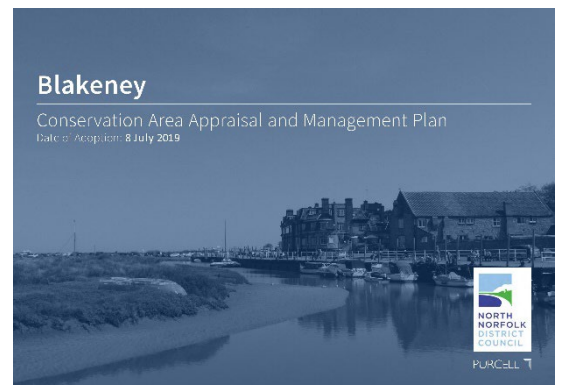 Blakeney
Conservation Area Appraisal and Management Plan
Date of Adoption: 8 July 2019
NORTH
NORFOLK
DISTRICT
COUNCIL
PURCELL